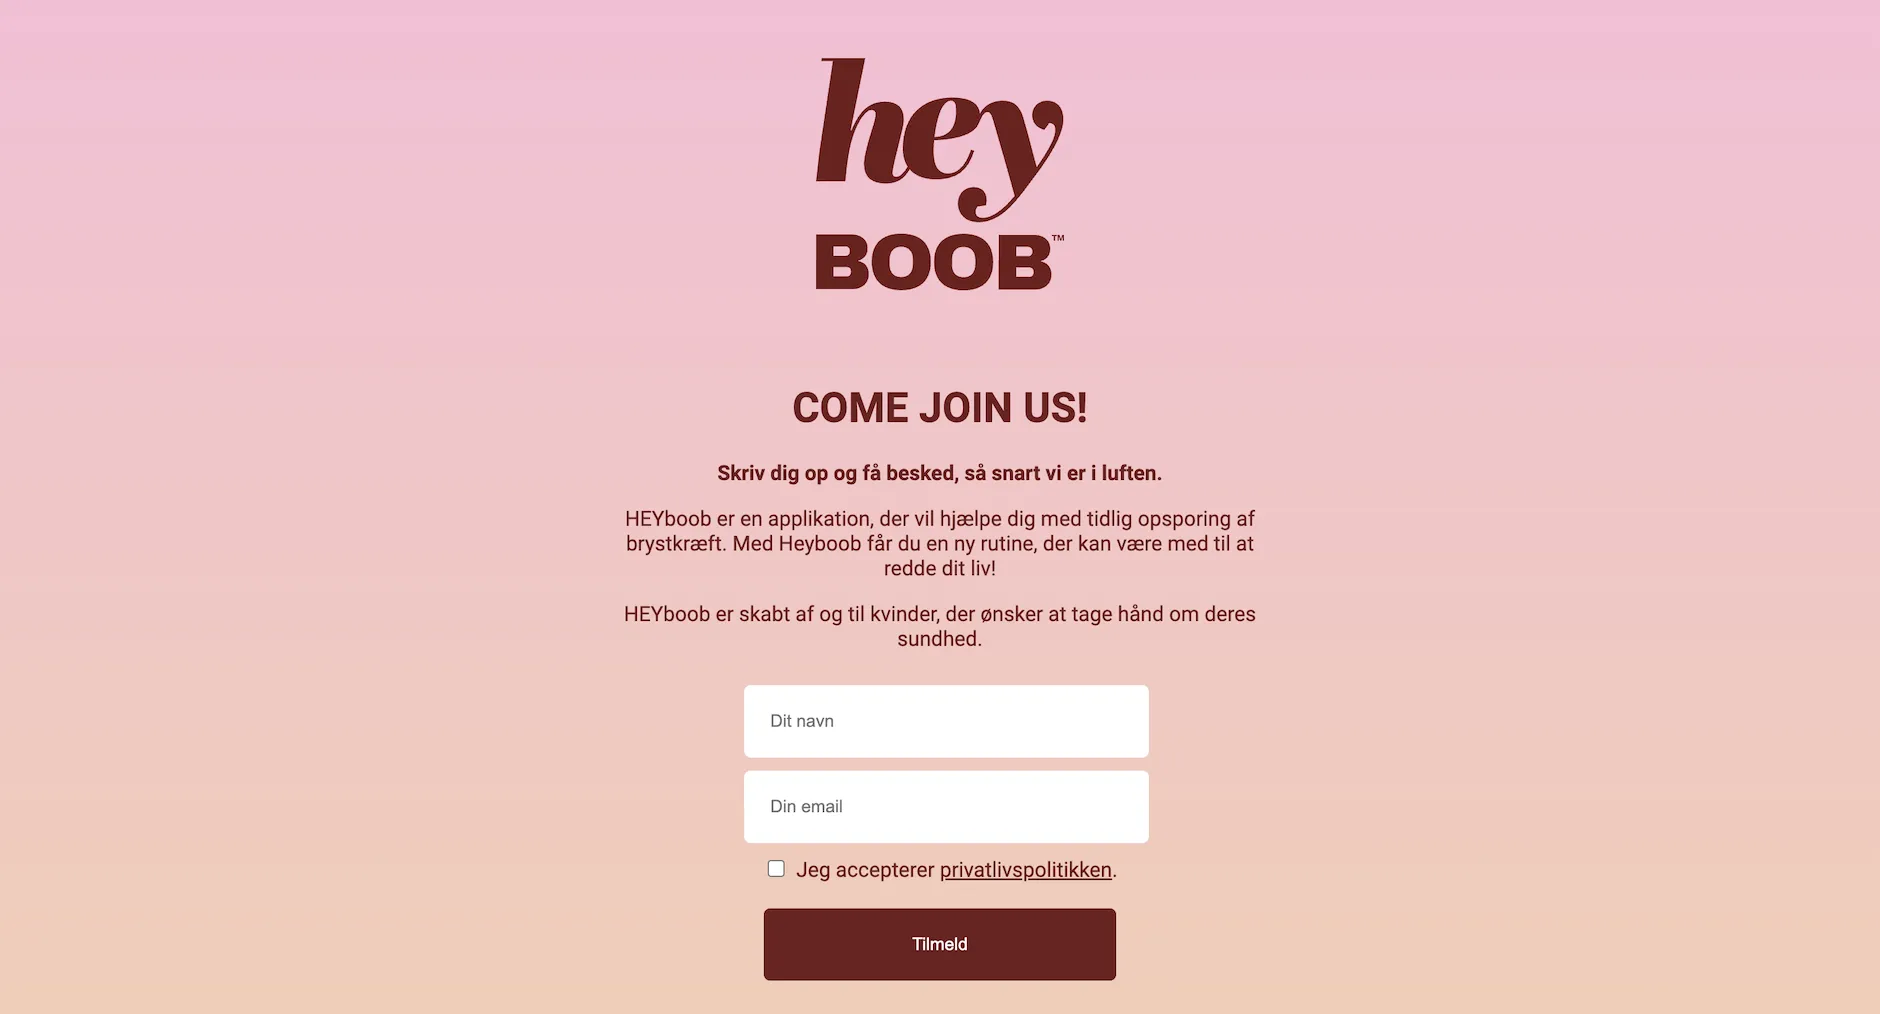 hey
BOOB™
COME JOIN US!
Skriv dig op og få besked, så snart vi er i luften.
HEYboob er en applikation, der vil hjælpe dig med tidlig opsporing af
brystkræft. Med Heyboob får du en ny rutine, der kan være med til at
redde dit liv!
HEYboob er skabt af og til kvinder, der ønsker at tage hånd om deres
sundhed.
Dit navn
Din email
Jeg accepterer privatlivspolitikken.
Tilmeld